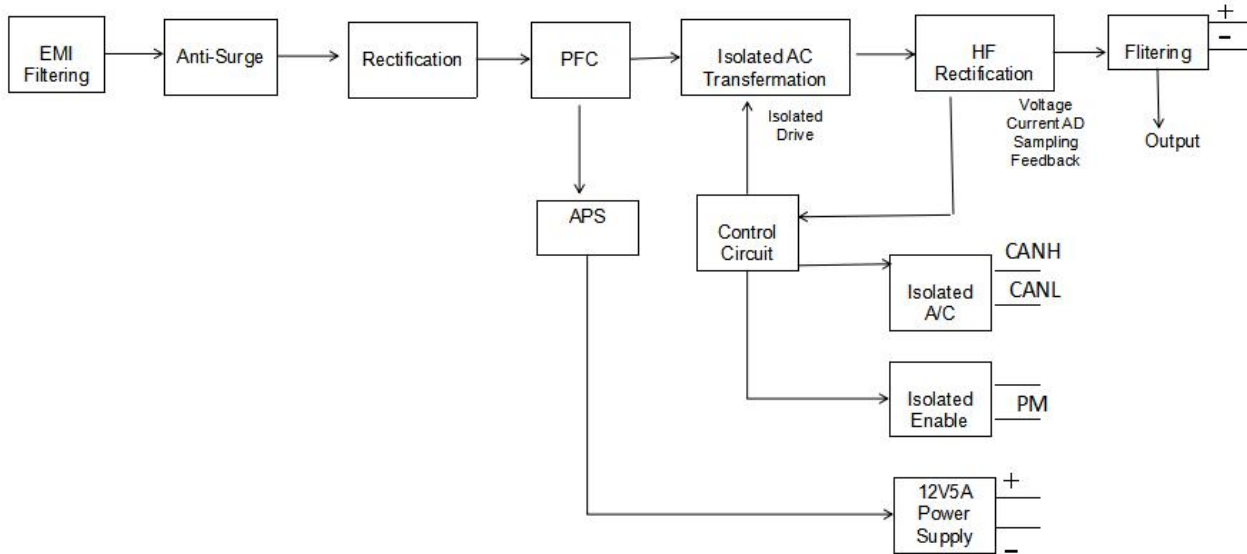 EMI
Filtering
Anti-Surge
Rectification
PFC
Isolated AC
Transfermation
HF
Rectification
Flitering
+
-
Isolated
Drive
Voltage
Current AD
Sampling
Feedback
Output
APS
Control
Circuit
Isolated
A/C
CANH
CANL
Isolated
Enable
PM
12V5A
Power
Supply
+
-